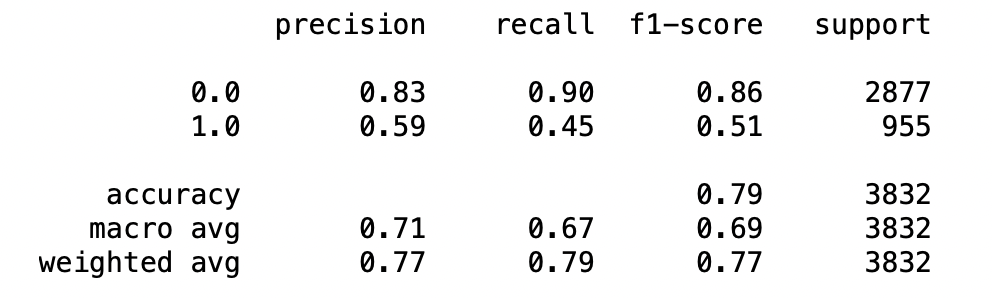 precision recall f1-score support
0.0 0.83 0.90 0.86 2877
1.0 0.59 0.45 0.51 955
accuracy 0.79 3832
macro avg 0.71 0.67 0.69 3832
weighted avg 0.77 0.79 0.77 3832